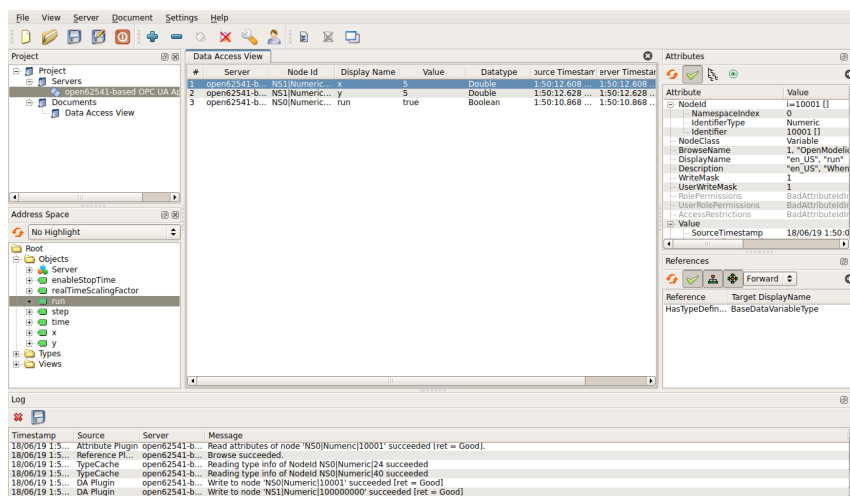 File View Server Document Settings Help
Project
Project
Servers
open62541-based OPC UA Ap
Documents
Data Access View
Data Access View
# Server Node Id Display Name Value Datatype ource Timestam erver Timestam
1 open62541-b... NS1|Numeric... x 5 Double 1:50:12.608 ... 1:50:12.608 ...
2 open62541-b... NS1|Numeric... y 5 Double 1:50:12.628 ... 1:50:12.628 ...
3 open62541-b... NS0|Numeric... run true Boolean 1:50:10.868 ... 1:50:10.868 ...
Attributes
Attribute Value
NodeId i=10001 []
NamespaceIndex 0
IdentifierType Numeric
Identifier 10001 []
NodeClass Variable
BrowseName 1, "OpenModelic
DisplayName "en_US", "run"
Description "en_US", "When
WriteMask 1
UserWriteMask 1
RolePermissions BadAttributeIdIn
UserRolePermissions BadAttributeIdIn
AccessRestrictions BadAttributeIdIn
Value
SourceTimestamp 18/06/19 1:50:0
Address Space
No Highlight
Root
Objects
Server
enableStopTime
realTimeScalingFactor
run
step
time
x
y
Types
Views
References
Forward
Reference Target DisplayName
HasTypeDefin... BaseDataVariableType
Log
Timestamp Source Server Message
18/06/19 1:5... Attribute Plugin open62541-b... Read attributes of node 'NS0|Numeric|10001' succeeded [ret = Good].
18/06/19 1:5... Reference Pl... open62541-b... Browse succeeded.
18/06/19 1:5... TypeCache open62541-b... Reading type info of NodeId NS0|Numeric|24 succeeded
18/06/19 1:5... TypeCache open62541-b... Reading type info of NodeId NS0|Numeric|40 succeeded
18/06/19 1:5... DA Plugin open62541-b... Write to node 'NS0|Numeric|10001' succeeded [ret = Good]
18/06/19 1:5... DA Plugin open62541-b... Write to node 'NS1|Numeric|100000000' succeeded [ret = Good]